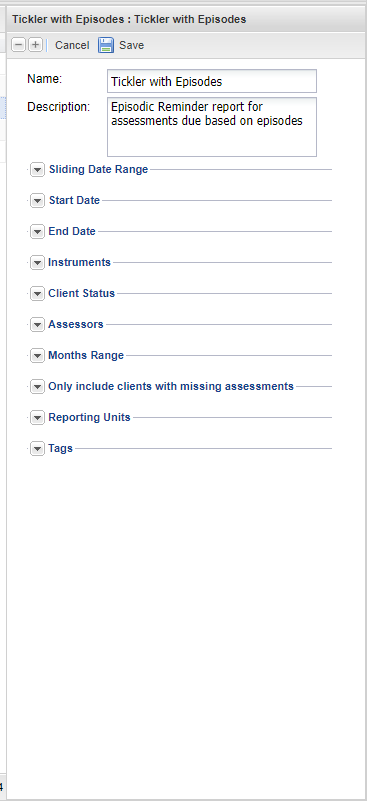 Tickler with Episodes : Tickler with Episodes
Cancel Save
Name: Tickler with Episodes
Description: Episodic Reminder report for
assessments due based on episodes
Sliding Date Range
Start Date
End Date
Instruments
Client Status
Assessors
Months Range
Only include clients with missing assessments
Reporting Units
Tags
4